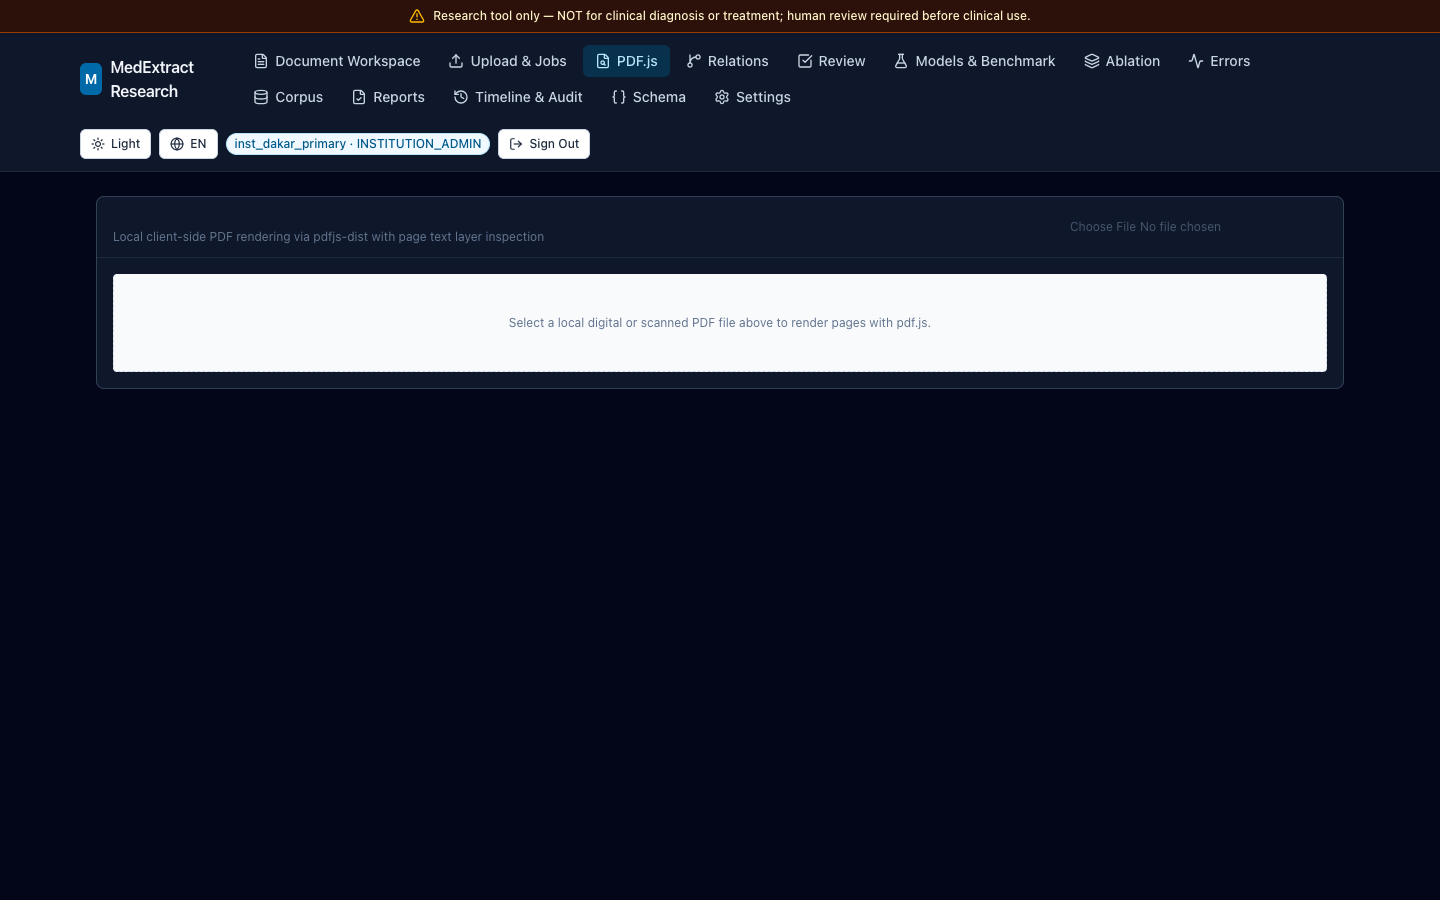 Research tool only — NOT for clinical diagnosis or treatment; human review required before clinical use.
M
MedExtract
Research
Document Workspace
Upload & Jobs
PDF.js
Relations
Review
Models & Benchmark
Ablation
Errors
Corpus
Reports
Timeline & Audit
Schema
Settings
Light
EN
inst_dakar_primary · INSTITUTION_ADMIN
Sign Out
Local client-side PDF rendering via pdfjs-dist with page text layer inspection
Choose File No file chosen
Select a local digital or scanned PDF file above to render pages with pdf.js.